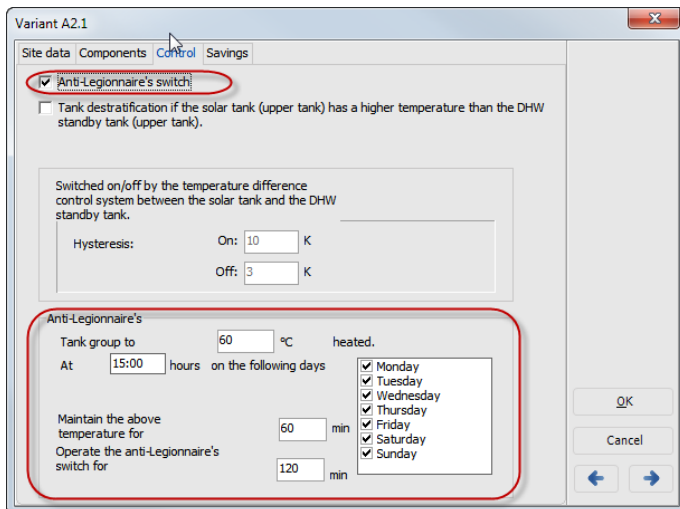 Variant A2.1
Site data Components Control Savings
Anti-Legionnaire's switch
Tank destratification if the solar tank (upper tank) has a higher temperature than the DHW
standby tank (upper tank).
Switched on/off by the temperature difference
control system between the solar tank and the DHW
standby tank.
Hysteresis: On: 10 K
Off: 3 K
Anti-Legionnaire's
Tank group to 60 ºC heated.
At 15:00 hours on the following days
Monday
Tuesday
Wednesday
Thursday
Friday
Saturday
Sunday
Maintain the above
temperature for 60 min
Operate the anti-Legionnaire's
switch for 120 min
OK
Cancel